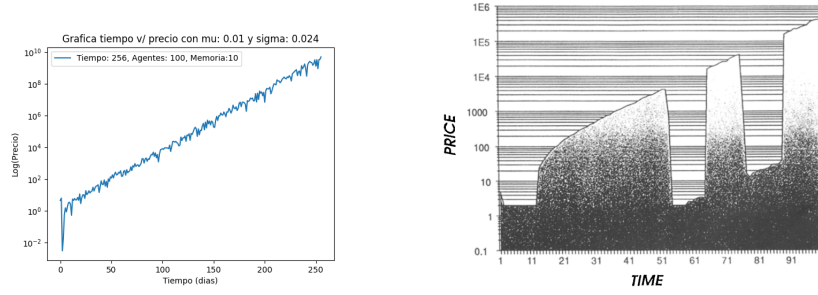 Grafica tiempo v/ precio con mu: 0.01 y sigma: 0.024
Tiempo: 256, Agentes: 100, Memoria:10
10^10
10^8
10^6
10^4
10^2
10^0
10^−2
Log(Precio)
0 50 100 150 200 250
Tiempo (dias)
1E6
1E5
1E4
1000
100
10
1
0.1
PRICE
1 11 21 31 41 51 61 71 81 91
TIME